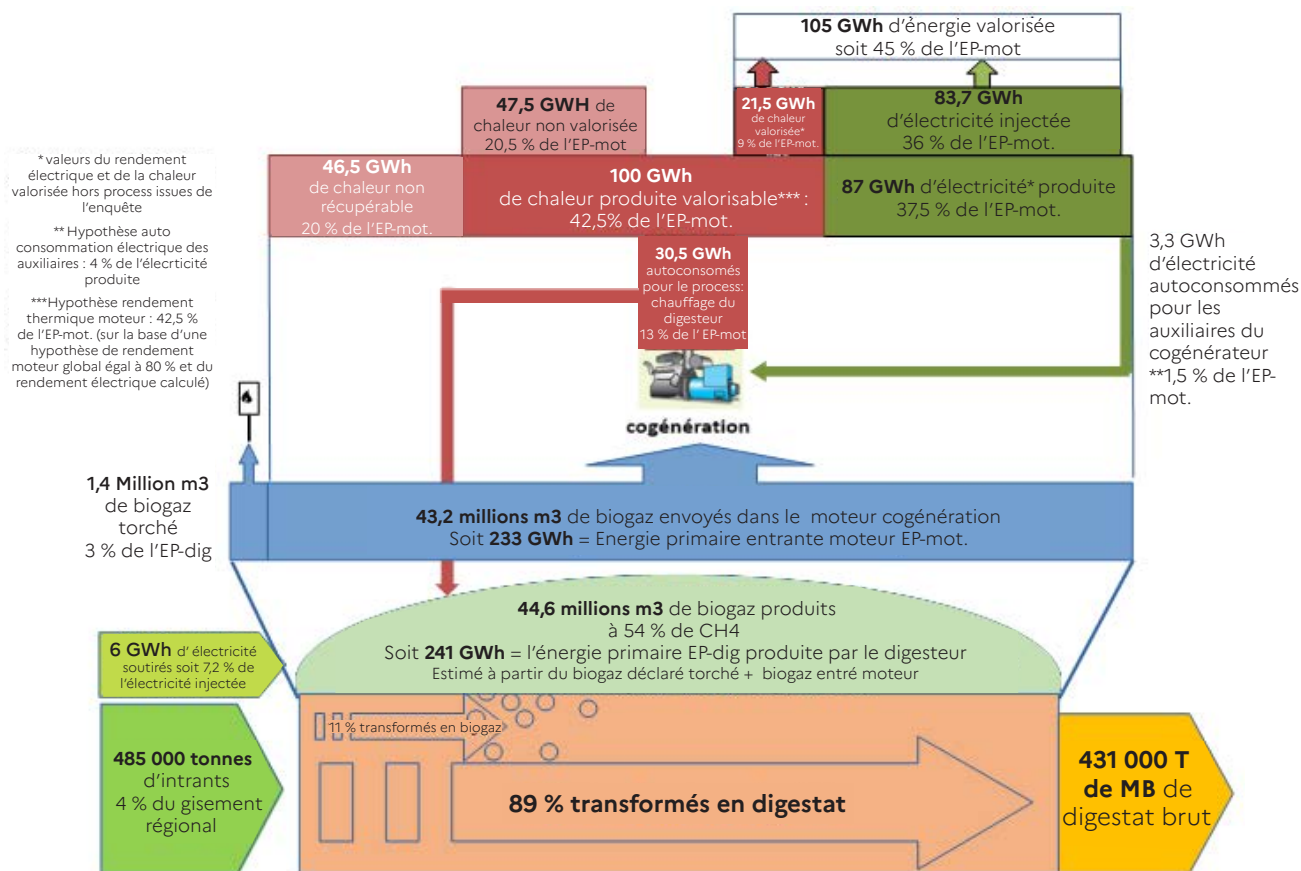 105 GWh d'énergie valorisée
soit 45 % de l'EP-mot
47,5 GWH de
chaleur non valorisée
20,5 % de l'EP-mot
21,5 GWh
de chaleur
valorisée*
9 % de l'EP-mot.
83,7 GWh
d'électricité injectée
36 % de l'EP-mot.
*valeurs du rendement
électrique et de la chaleur
valorisée hors process issues de
l'enquête
**Hypothèse auto
consommation électrique des
auxiliaires : 4 % de l'élecrticité
produite
***Hypothèse rendement
thermique moteur : 42,5 %
de l'EP-mot. (sur la base d'une
hypothèse de rendement
moteur global égal à 80 % et du
rendement électrique calculé)
46,5 GWh
de chaleur non
récupérable
20 % de l'EP-mot.
100 GWh
de chaleur produite valorisable*** :
42,5% de l'EP-mot.
87 GWh d'électricité* produite
37,5 % de l'EP-mot.
30,5 GWh
autoconsomés
pour le process:
chauffage du
digesteur
13 % de l' EP-mot
3,3 GWh
d'électricité
autoconsommés
pour les
auxiliaires du
cogénérateur
**1,5 % de l'EP-
mot.
cogénération
1,4 Million m3
de biogaz
torché
3 % de l'EP-dig
43,2 millions m3 de biogaz envoyés dans le moteur cogénération
Soit 233 GWh = Energie primaire entrante moteur EP-mot.
44,6 millions m3 de biogaz produits
à 54 % de CH4
Soit 241 GWh = l'énergie primaire EP-dig produite par le digesteur
Estimé à partir du biogaz déclaré torché + biogaz entré moteur
6 GWh d' électricité
soutirés soit 7,2 % de
l'électricité injectée
11 % transformés en biogaz
485 000 tonnes
d'intrants
4 % du gisement
régional
89 % transformés en digestat
431 000 T
de MB de
digestat brut